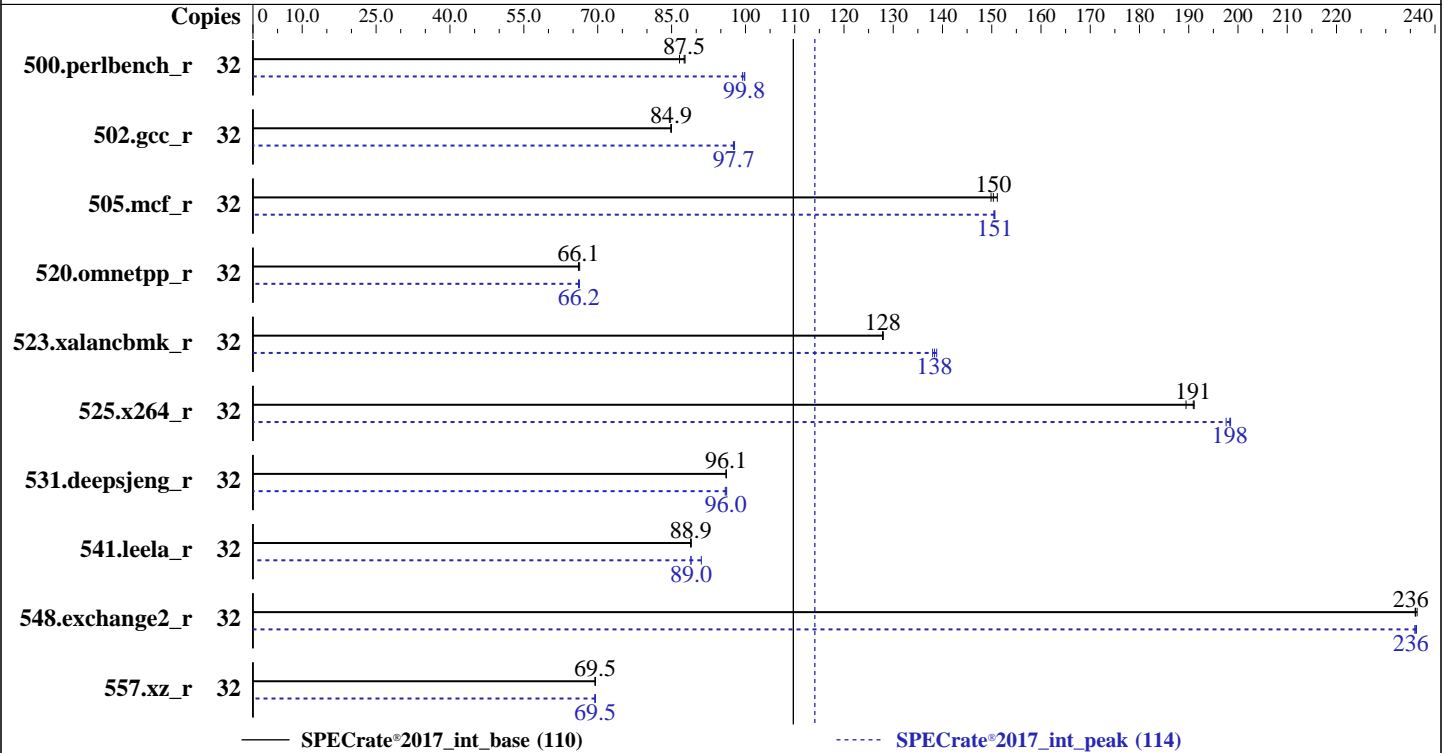 Copies 0 10.0 25.0 40.0 55.0 70.0 85.0 100 110 120 130 140 150 160 170 180 190 200 210 220 240
87.5
500.perlbench_r 32
99.8
84.9
502.gcc_r 32
97.7
150
505.mcf_r 32
151
66.1
520.omnetpp_r 32
66.2
128
523.xalancbmk_r 32
138
191
525.x264_r 32
198
96.1
531.deepsjeng_r 32
96.0
88.9
541.leela_r 32
89.0
236
548.exchange2_r 32
236
69.5
557.xz_r 32
69.5
SPECrate®2017_int_base (110) SPECrate®2017_int_peak (114)